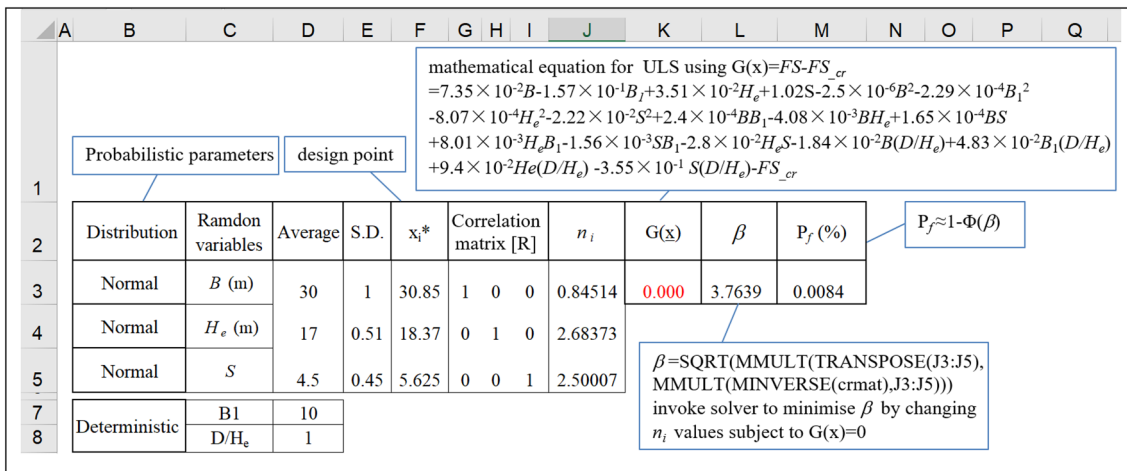 A B C D E F G H I J K L M N O P Q
mathematical equation for ULS using G(x)=FS-FS_cr
=7.35×10⁻²B-1.57×10⁻¹B₁+3.51×10⁻²Hₑ+1.02S-2.5×10⁻⁶B²-2.29×10⁻⁴B₁²
-8.07×10⁻⁴Hₑ²-2.22×10⁻²S²+2.4×10⁻⁴BB₁-4.08×10⁻³BHₑ+1.65×10⁻⁴BS
+8.01×10⁻³HₑB₁-1.56×10⁻³SB₁-2.8×10⁻²HₑS-1.84×10⁻²B(D/Hₑ)+4.83×10⁻²B₁(D/Hₑ)
+9.4×10⁻²He(D/Hₑ) -3.55×10⁻¹ S(D/Hₑ)-FS_cr
Probabilistic parameters
design point
1
2
Distribution
Ramdon
variables
Average
S.D.
xᵢ*
Correlation
matrix [R]
nᵢ
G(x)
β
P_f (%)
P_f≈1-Φ(β)
3 Normal B (m) 30 1 30.85 1 0 0 0.84514 0.000 3.7639 0.0084
4 Normal Hₑ (m) 17 0.51 18.37 0 1 0 2.68373
5 Normal S 4.5 0.45 5.625 0 0 1 2.50007
β=SQRT(MMULT(TRANSPOSE(J3:J5),
MMULT(MINVERSE(crmat),J3:J5)))
invoke solver to minimise β by changing
nᵢ values subject to G(x)=0
7
8
Deterministic
B1 10
D/Hₑ 1